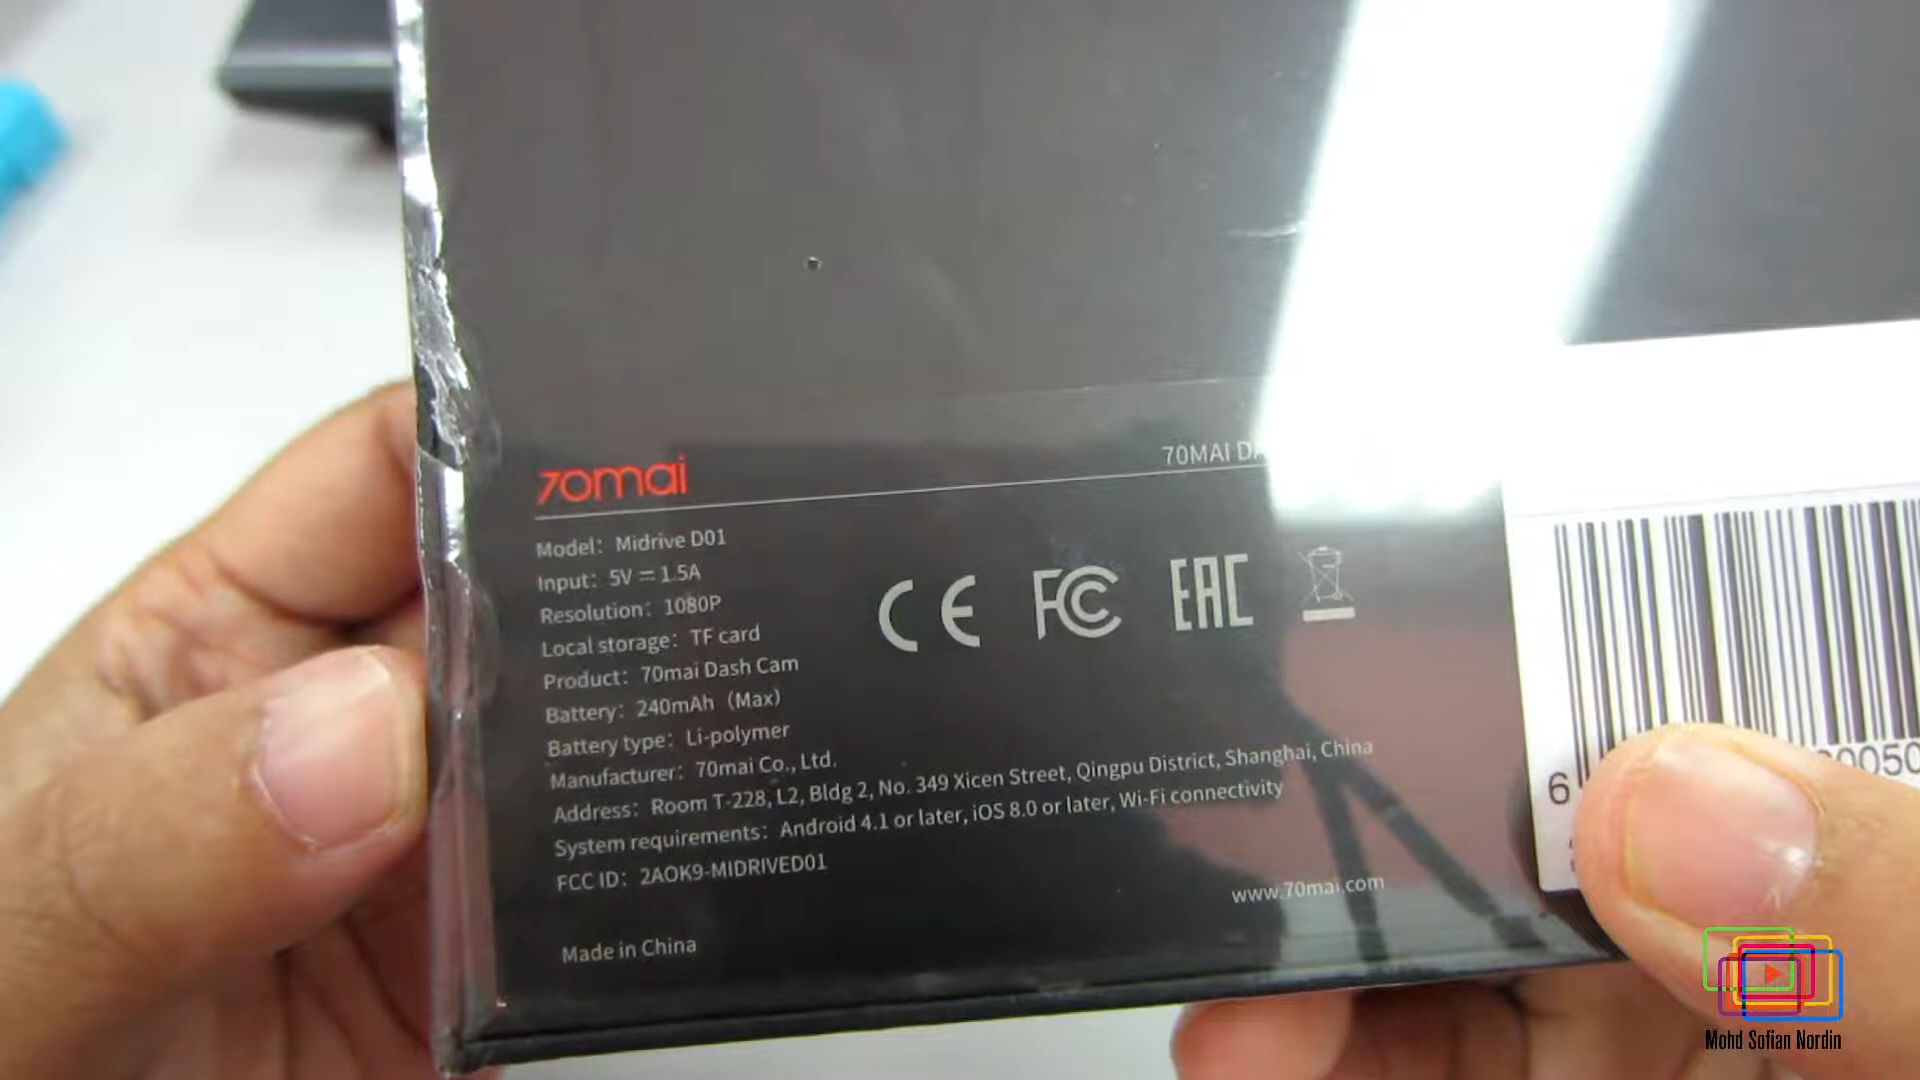 70mai
70MAI
Model: Midrive D01
Input: 5V ⎓ 1.5A
Resolution: 1080P
Local storage: TF card
Product: 70mai Dash Cam
Battery: 240mAh (Max)
Battery type: Li-polymer
Manufacturer: 70mai Co., Ltd.
Address: Room T-228, L2, Bldg 2, No. 349 Xicen Street, Qingpu District, Shanghai, China
System requirements: Android 4.1 or later, iOS 8.0 or later, Wi-Fi connectivity
FCC ID: 2AOK9-MIDRIVED01
www.70mai.com
Made in China
CE FC EAC
6
Mohd Sofian Nordin